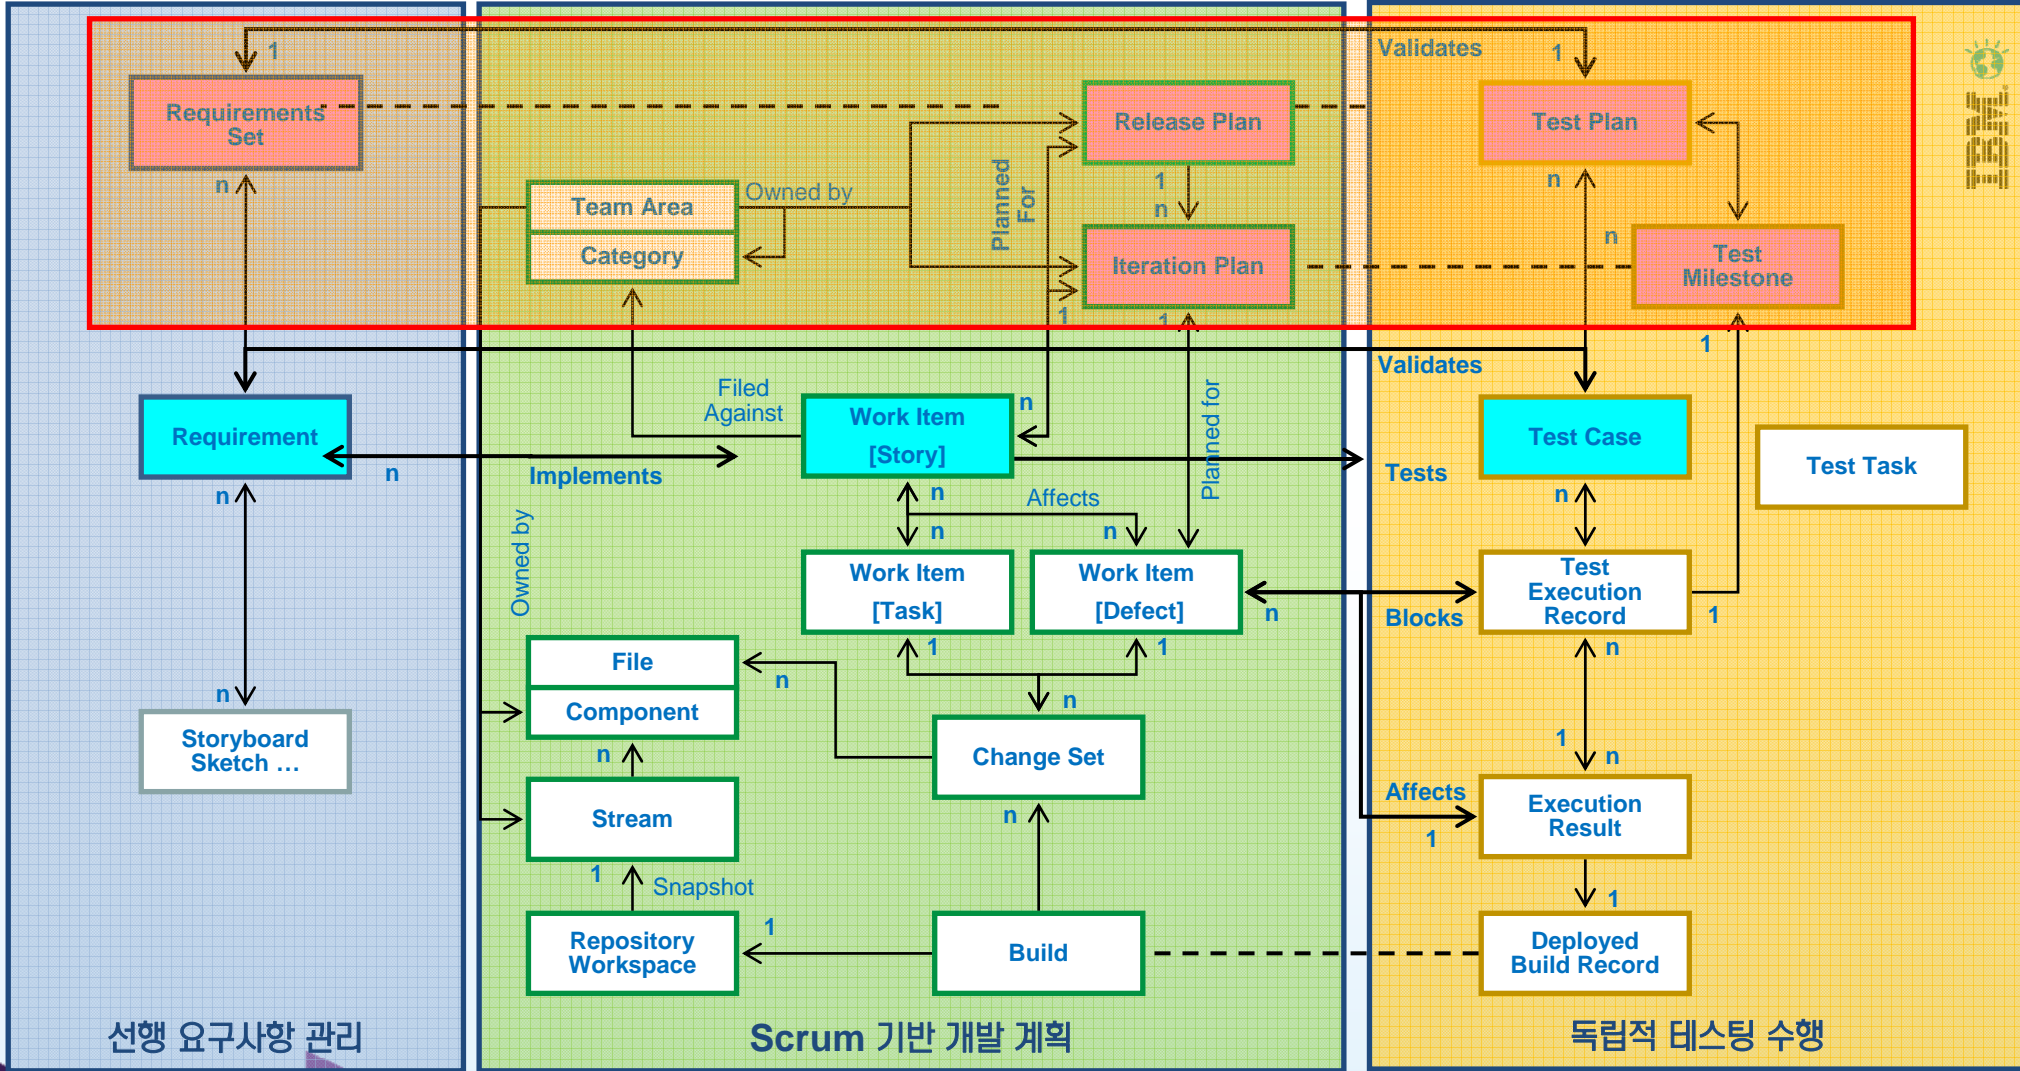 1
Validates
1
Requirements
Set
Release Plan
Test Plan
IBM
n
Team Area
Owned by
Category
Planned
For
1
n
Iteration Plan
n
n
Test
Milestone
1
1
1
Validates
Requirement
n
n
Filed
Against
Work Item
[Story]
n
Planned for
Implements
Tests
Test Case
Test Task
n
Affects
n
n
n
Owned by
Work Item
[Task]
Work Item
[Defect]
n
Blocks
Test
Execution
Record
1
1
1
n
File
n
n
Component
n
Storyboard
Sketch ...
n
Change Set
1
n
Stream
n
Affects
1
Execution
Result
1
Snapshot
1
Repository
Workspace
1
Build
Deployed
Build Record
선행 요구사항 관리
Scrum 기반 개발 계획
독립적 테스팅 수행